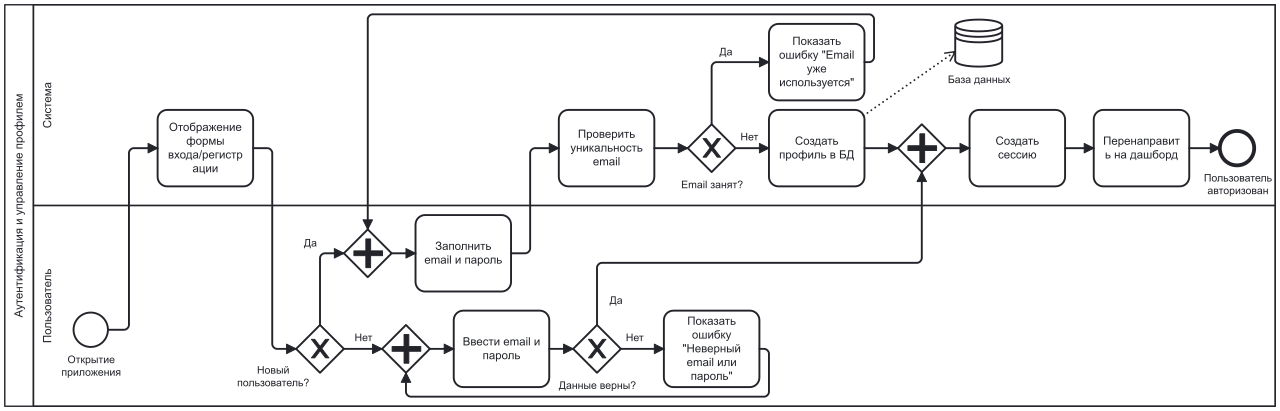 Аутентификация и управление профилем
Система
Пользователь
Открытие
приложения
Отображение
формы
входа/регистр
ации
Новый
пользователь?
Да
Нет
Заполнить
email и пароль
Ввести email и
пароль
Данные верны?
Да
Нет
Показать
ошибку
"Неверный
email или
пароль"
Проверить
уникальность
email
Email занят?
Да
Нет
Показать
ошибку "Email
уже
используется"
Создать
профиль в БД
База данных
Создать
сессию
Перенаправит
ь на дашборд
Пользователь
авторизован